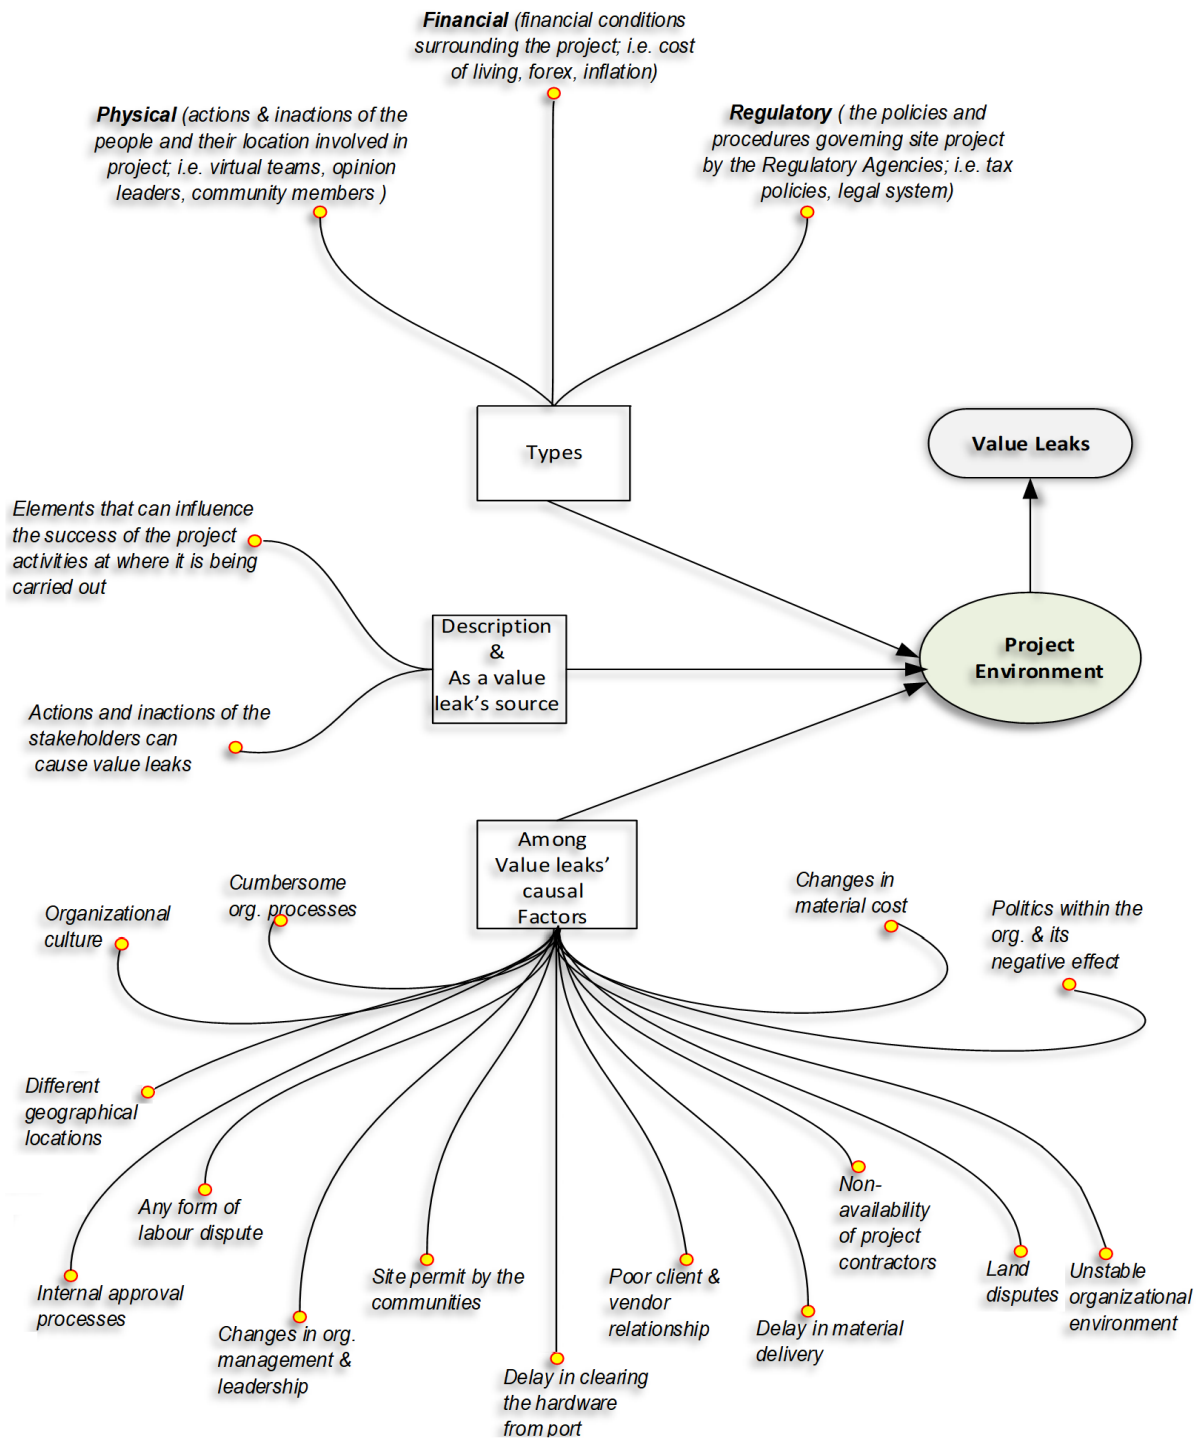 Financial (financial conditions
surrounding the project; i.e. cost
of living, forex, inflation)
Physical (actions & inactions of the
people and their location involved in
project; i.e. virtual teams, opinion
leaders, community members )
Regulatory ( the policies and
procedures governing site project
by the Regulatory Agencies; i.e. tax
policies, legal system)
Types
Value Leaks
Elements that can influence
the success of the project
activities at where it is being
carried out
Description
&
As a value
leak's source
Project
Environment
Actions and inactions of the
stakeholders can
cause value leaks
Among
Value leaks'
causal
Factors
Cumbersome
org. processes
Organizational
culture
Changes in
material cost
Politics within the
org. & its
negative effect
Different
geographical
locations
Any form of
labour dispute
Internal approval
processes
Changes in org.
management &
leadership
Site permit by the
communities
Delay in clearing
the hardware
from port
Poor client &
vendor
relationship
Delay in material
delivery
Non-
availability
of project
contractors
Land
disputes
Unstable
organizational
environment